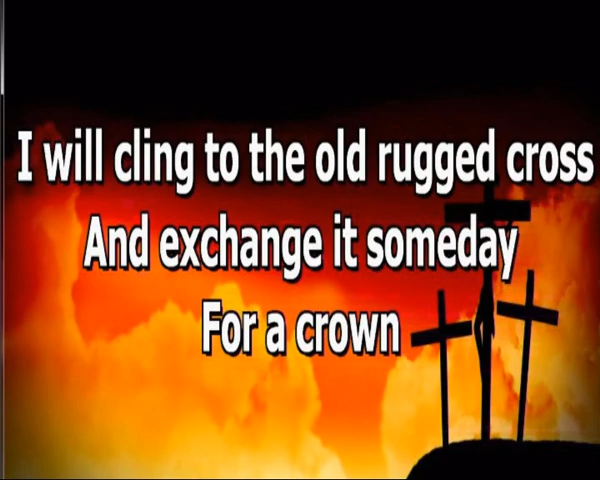 I will cling to the old rugged cross
And exchange it someday
For a crown